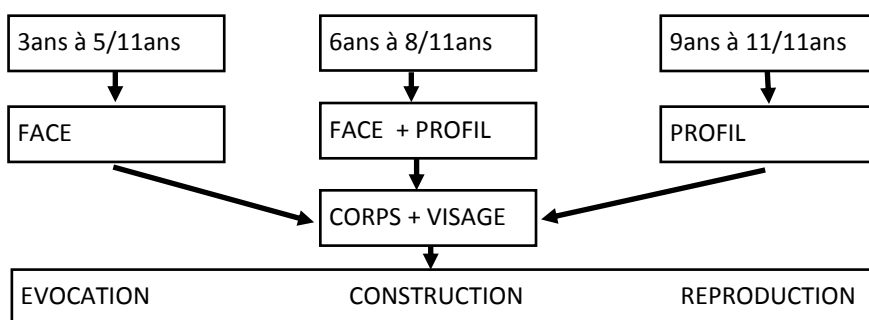 3ans à 5/11ans
6ans à 8/11ans
9ans à 11/11ans
FACE
FACE + PROFIL
PROFIL
CORPS + VISAGE
EVOCATION CONSTRUCTION REPRODUCTION